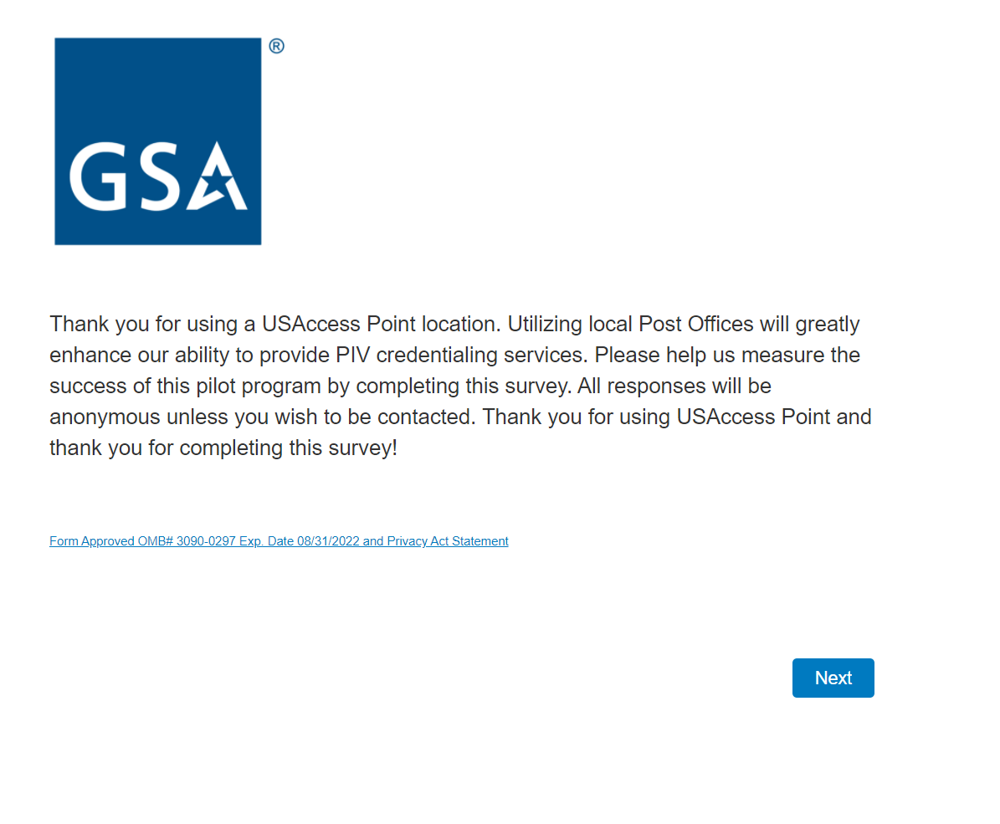 GSA®
Thank you for using a USAccess Point location. Utilizing local Post Offices will greatly
enhance our ability to provide PIV credentialing services. Please help us measure the
success of this pilot program by completing this survey. All responses will be
anonymous unless you wish to be contacted. Thank you for using USAccess Point and
thank you for completing this survey!
Form Approved OMB# 3090-0297 Exp. Date 08/31/2022 and Privacy Act Statement
Next